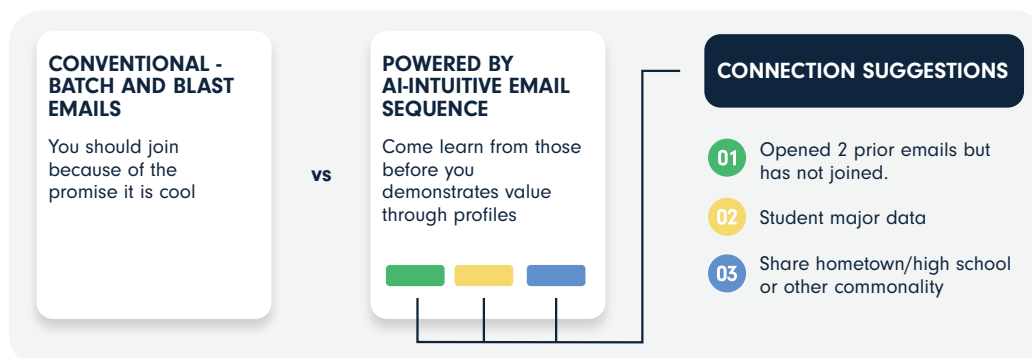 CONVENTIONAL -
BATCH AND BLAST
EMAILS
You should join
because of the
promise it is cool
vs
POWERED BY
AI-INTUITIVE EMAIL
SEQUENCE
Come learn from those
before you
demonstrates value
through profiles
CONNECTION SUGGESTIONS
01
Opened 2 prior emails but
has not joined.
02
Student major data
03
Share hometown/high school
or other commonality